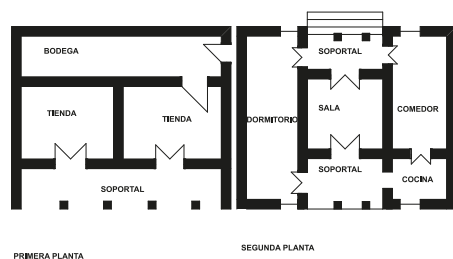 BODEGA
TIENDA
TIENDA
SOPORTAL
PRIMERA PLANTA
SOPORTAL
DORMITORIO
SALA
COMEDOR
SOPORTAL
COCINA
SEGUNDA PLANTA